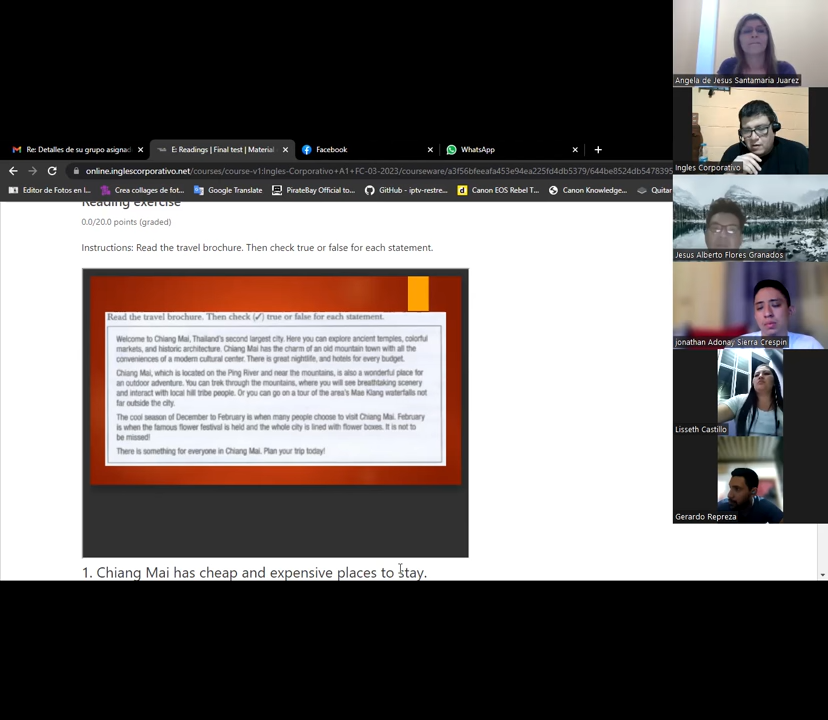 Re: Detalles de su grupo asignad
E: Readings | Final test | Material
Facebook
WhatsApp
online.inglescorporativo.net/courses/course-v1:Ingles-Corporativo+A1+FC-03-2023/courseware/
Editor de Fotos en l...
Crea collages de fot...
Google Translate
PirateBay Official to...
GitHub - iptv-restre...
Canon EOS Rebel T...
Canon Knowledge...
Quitar
Reading exercise
0.0/20.0 points (graded)
Instructions: Read the travel brochure. Then check true or false for each statement.
Read the travel brochure. Then check (✓) true or false for each statement.
Welcome to Chiang Mai, Thailand's second largest city. Here you can explore ancient temples, colorful
markets, and historic architecture. Chiang Mai has the charm of an old mountain town with all the
conveniences of a modern cultural center. There is great nightlife, and hotels for every budget.
Chiang Mai, which is located on the Ping River and near the mountains, is also a wonderful place for
an outdoor adventure. You can trek through the mountains, where you will see breathtaking scenery
and interact with local hill tribe people. Or you can go on a tour of the area's Mae Klang waterfalls not
far outside the city.
The cool season of December to February is when many people choose to visit Chiang Mai. February
is when the famous flower festival is held and the whole city is lined with flower boxes. It is not to
be missed!
There is something for everyone in Chiang Mai. Plan your trip today!
1. Chiang Mai has cheap and expensive places to stay.
Angela de Jesus Santamaria Juarez
Ingles Corporativo
Jesus Alberto Flores Granados
jonathan Adonay Sierra Crespin
Lisseth Castillo
Gerardo Repreza